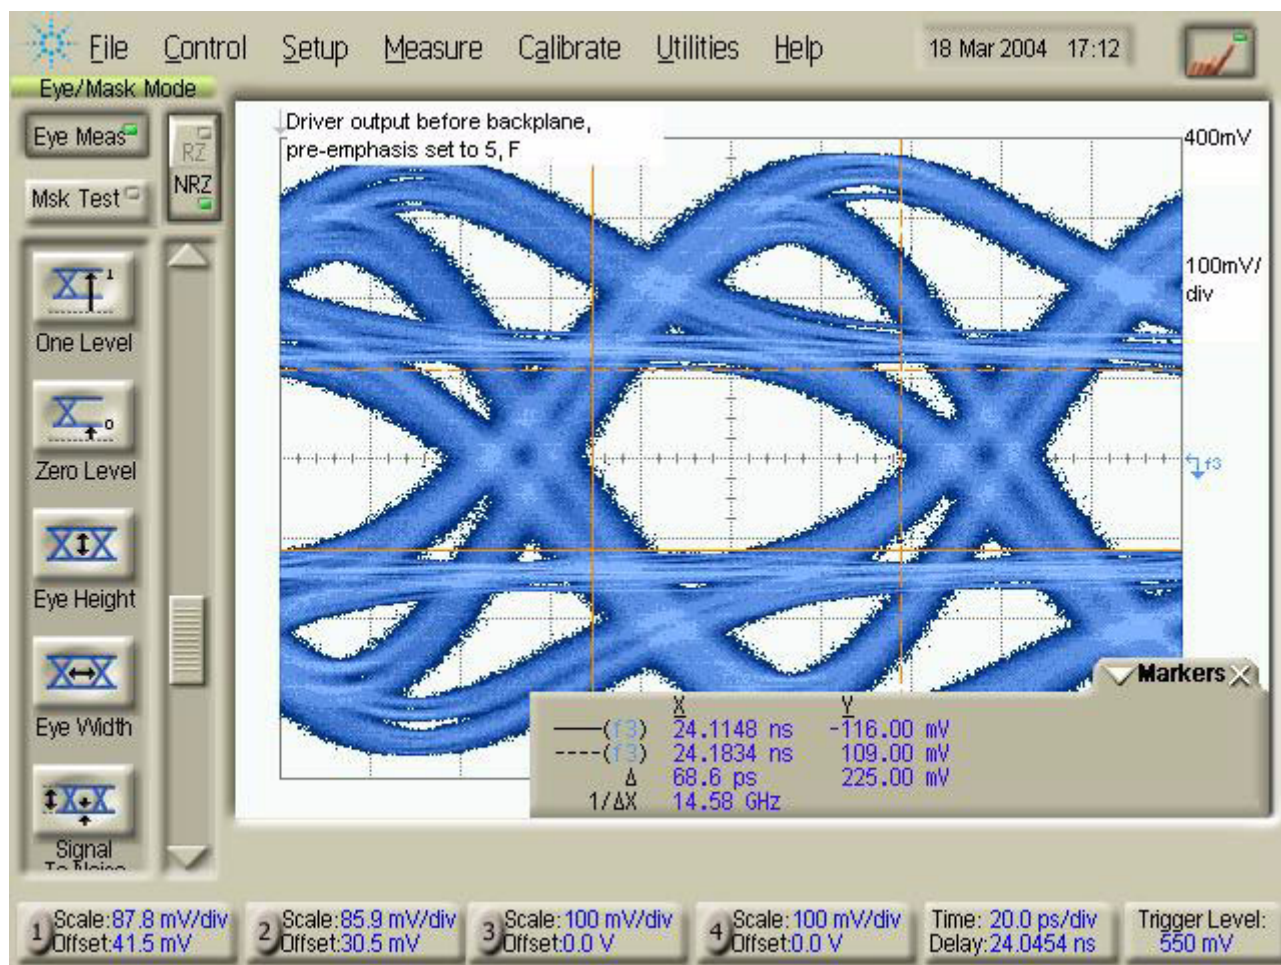 File Control Setup Measure Calibrate Utilities Help 18 Mar 2004 17:12
Eye/Mask Mode
Eye Meas
RZ
NRZ
Msk Test
Driver output before backplane,
pre-emphasis set to 5, F
400mV
100mV/
div
One Level
Zero Level
f3
Eye Height
Eye Width
Signal
To Noise
Markers
X Y
(f3) 24.1148 ns -116.00 mV
(f3) 24.1834 ns 109.00 mV
Δ 68.6 ps 225.00 mV
1/ΔX 14.58 GHz
1 Scale:87.8 mV/div
Offset:41.5 mV
2 Scale:85.9 mV/div
Offset:30.5 mV
3 Scale:100 mV/div
Offset:0.0 V
4 Scale:100 mV/div
Offset:0.0 V
Time: 20.0 ps/div
Delay:24.0454 ns
Trigger Level:
550 mV